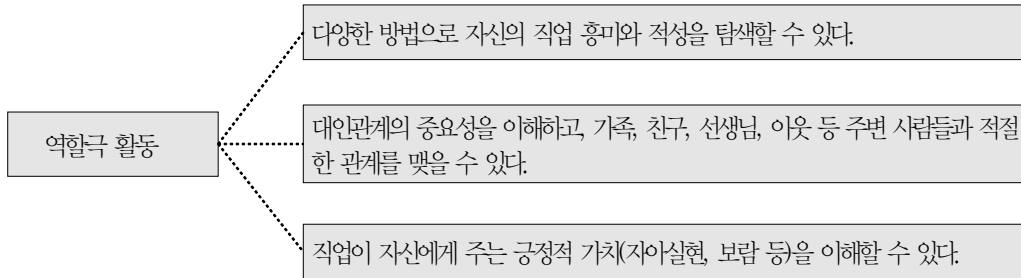 다양한 방법으로 자신의 직업 흥미와 적성을 탐색할 수 있다.
역할극 활동
대인관계의 중요성을 이해하고, 가족, 친구, 선생님, 이웃 등 주변 사람들과 적절
한 관계를 맺을 수 있다.
직업이 자신에게 주는 긍정적 가치(자아실현, 보람 등)을 이해할 수 있다.